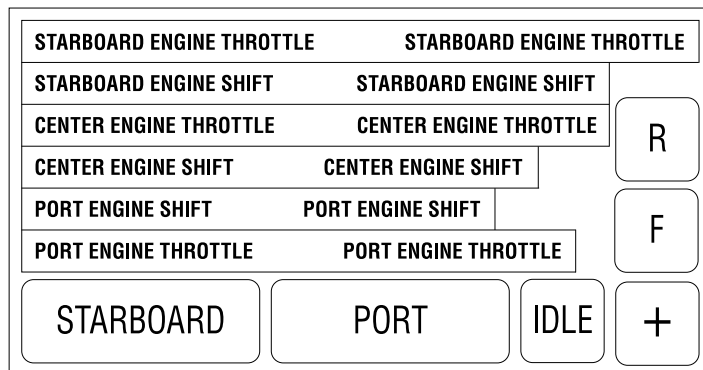 STARBOARD ENGINE THROTTLE STARBOARD ENGINE THROTTLE
STARBOARD ENGINE SHIFT STARBOARD ENGINE SHIFT
CENTER ENGINE THROTTLE CENTER ENGINE THROTTLE
R
CENTER ENGINE SHIFT CENTER ENGINE SHIFT
PORT ENGINE SHIFT PORT ENGINE SHIFT
F
PORT ENGINE THROTTLE PORT ENGINE THROTTLE
STARBOARD PORT IDLE +